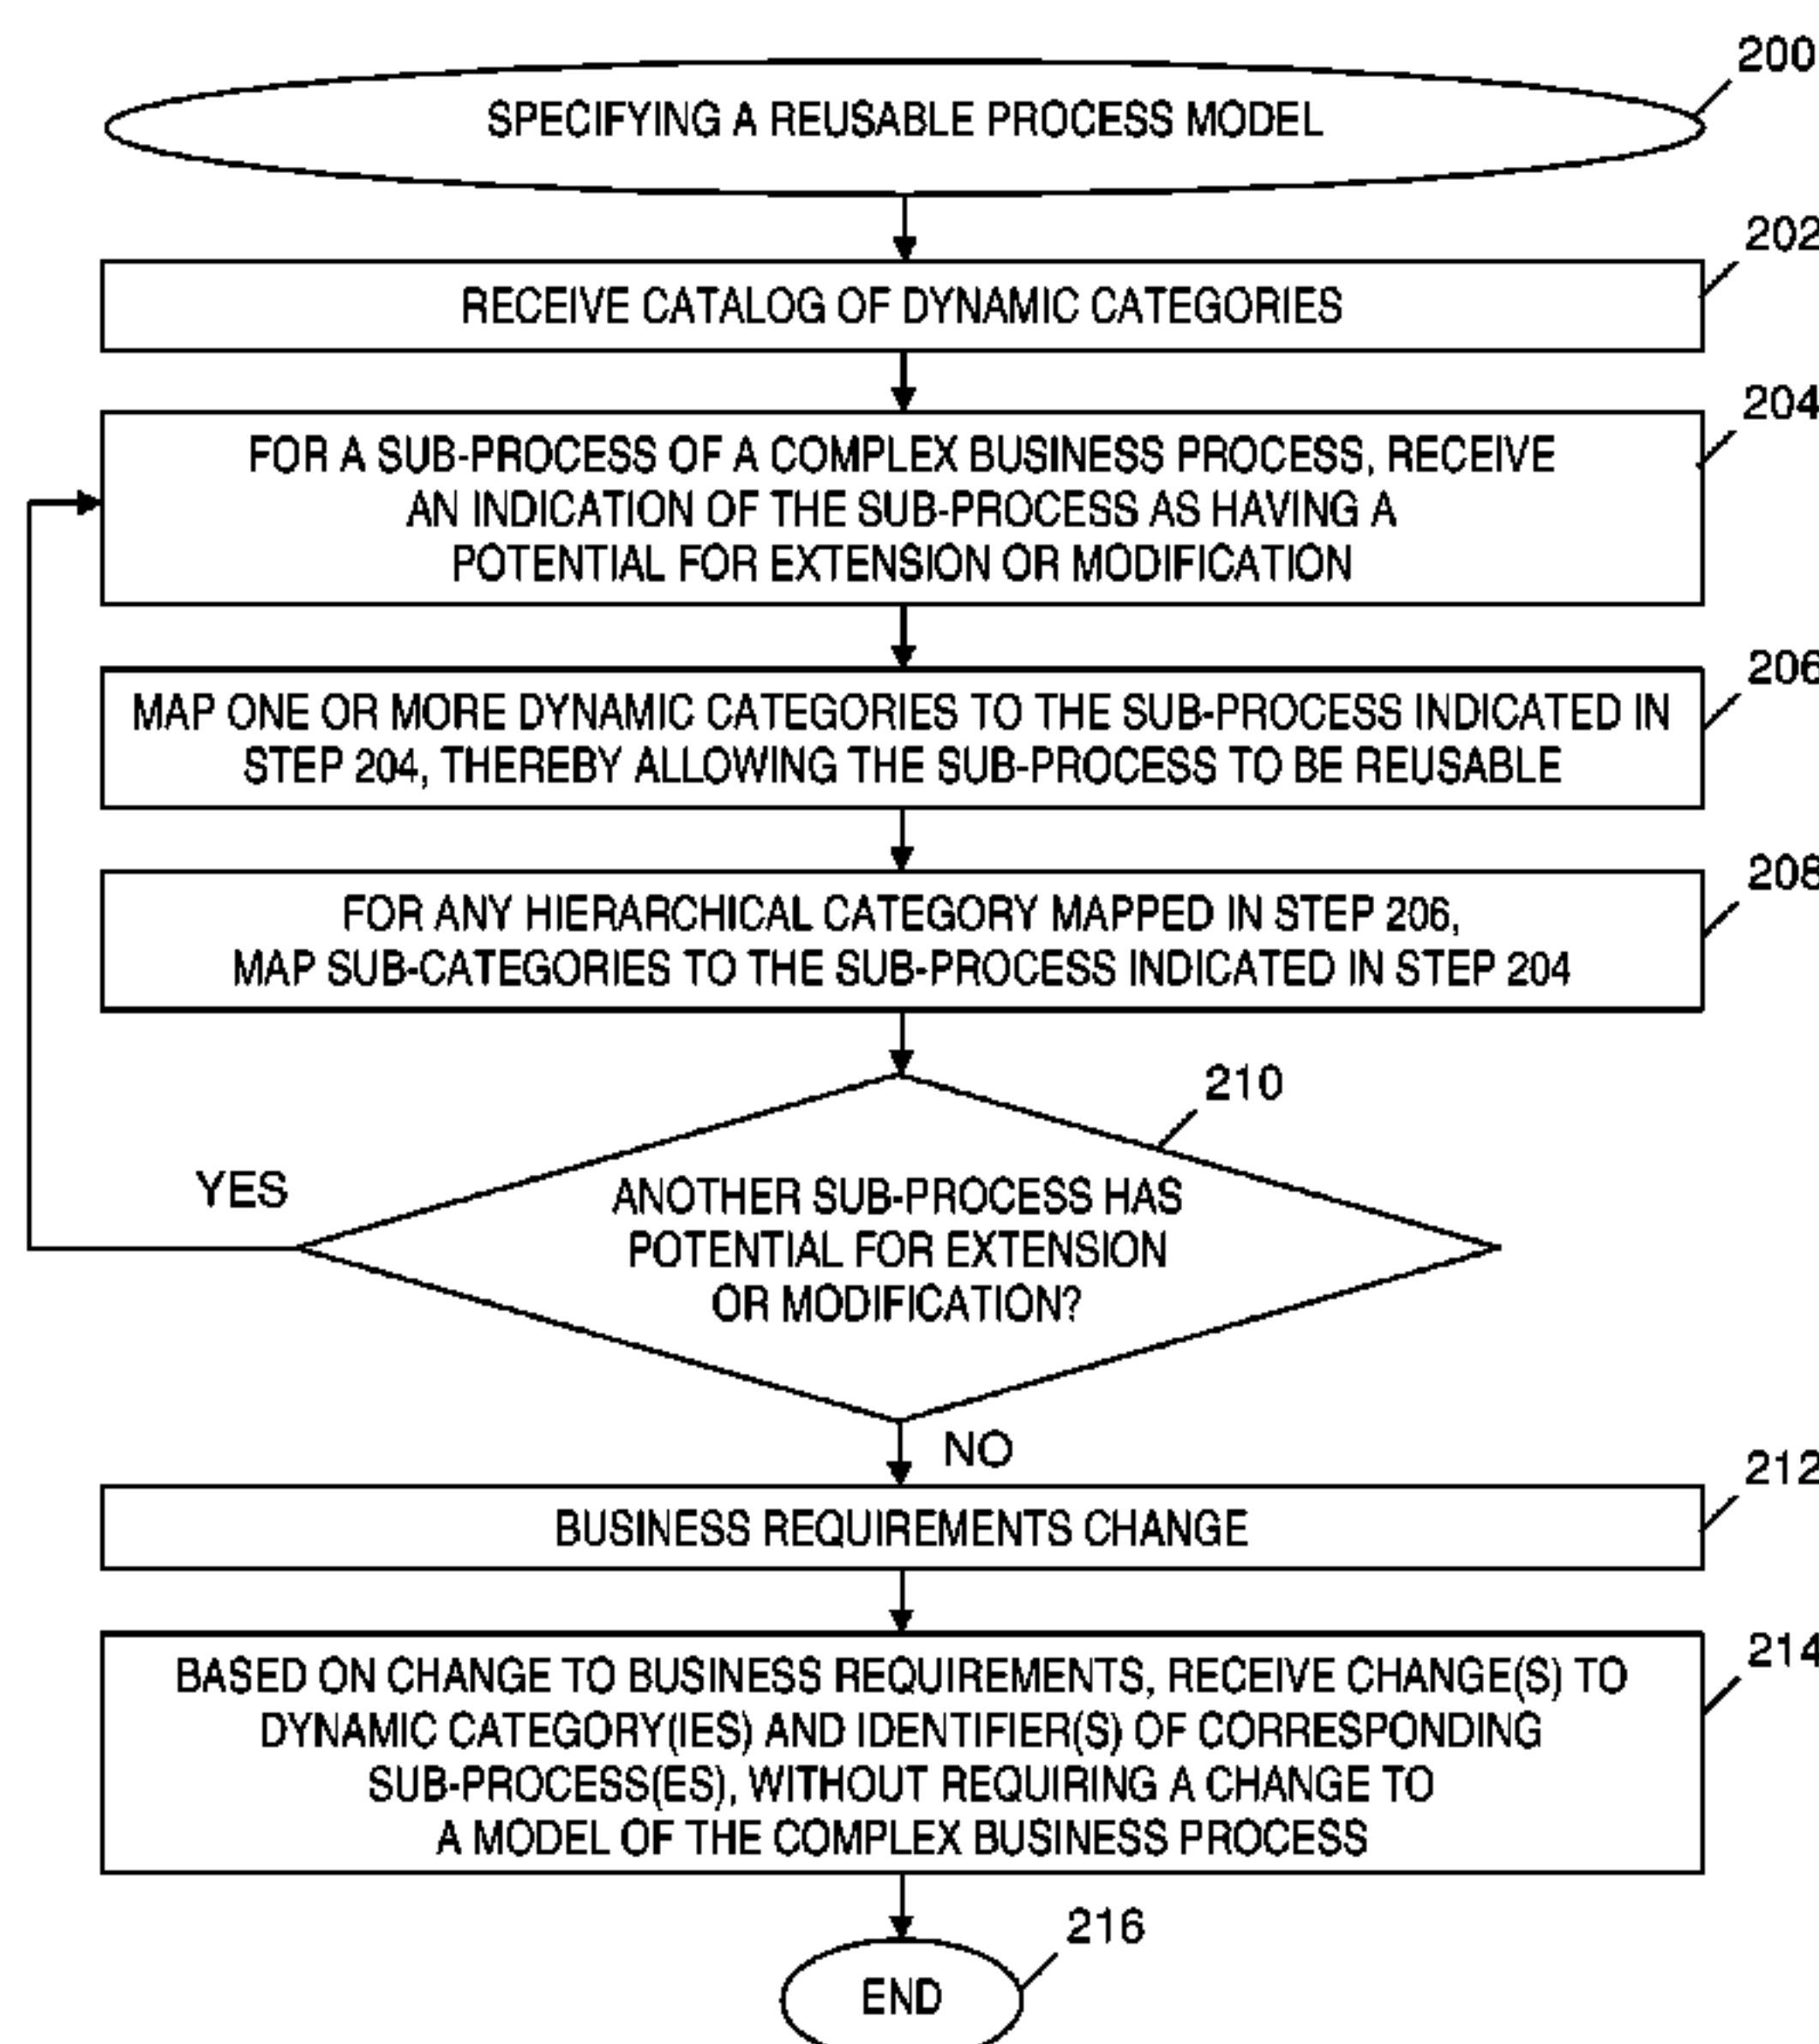 200
SPECIFYING A REUSABLE PROCESS MODEL
202
RECEIVE CATALOG OF DYNAMIC CATEGORIES
204
FOR A SUB-PROCESS OF A COMPLEX BUSINESS PROCESS, RECEIVE
AN INDICATION OF THE SUB-PROCESS AS HAVING A
POTENTIAL FOR EXTENSION OR MODIFICATION
206
MAP ONE OR MORE DYNAMIC CATEGORIES TO THE SUB-PROCESS INDICATED IN
STEP 204, THEREBY ALLOWING THE SUB-PROCESS TO BE REUSABLE
208
FOR ANY HIERARCHICAL CATEGORY MAPPED IN STEP 206,
MAP SUB-CATEGORIES TO THE SUB-PROCESS INDICATED IN STEP 204
210
YES
ANOTHER SUB-PROCESS HAS
POTENTIAL FOR EXTENSION
OR MODIFICATION?
NO
212
BUSINESS REQUIREMENTS CHANGE
214
BASED ON CHANGE TO BUSINESS REQUIREMENTS, RECEIVE CHANGE(S) TO
DYNAMIC CATEGORY(IES) AND IDENTIFIER(S) OF CORRESPONDING
SUB-PROCESS(ES), WITHOUT REQUIRING A CHANGE TO
A MODEL OF THE COMPLEX BUSINESS PROCESS
216
END